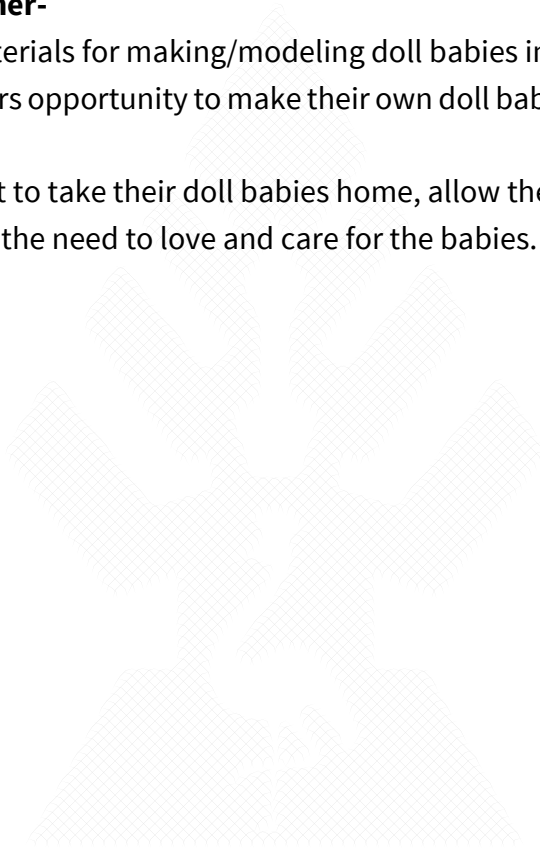 ner-
terials for making/modeling doll babies in
rs opportunity to make their own doll bab
t to take their doll babies home, allow the
the need to love and care for the babies.